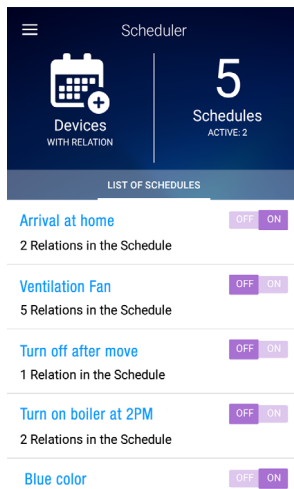 Scheduler
Devices
WITH RELATION
5
Schedules
ACTIVE: 2
LIST OF SCHEDULES
Arrival at home
OFF ON
2 Relations in the Schedule
Ventilation Fan
OFF ON
5 Relations in the Schedule
Turn off after move
OFF ON
1 Relation in the Schedule
Turn on boiler at 2PM
OFF ON
2 Relations in the Schedule
Blue color
OFF ON